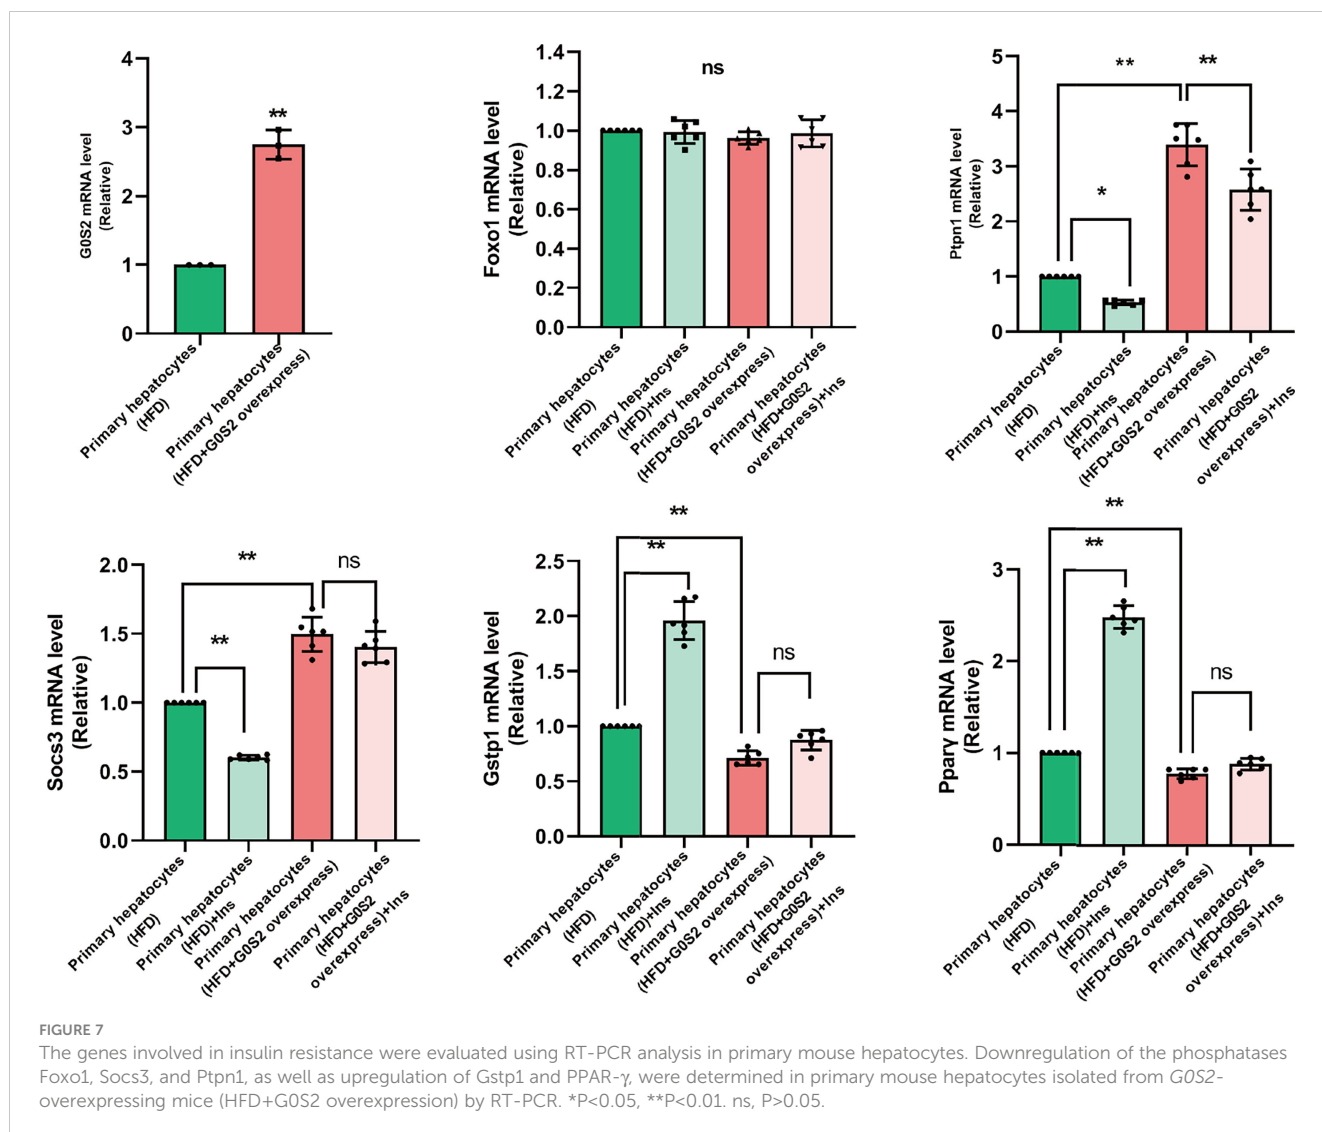 4
3
2
1
0
G0S2 mRNA level
(Relative)
**
Primary hepatocytes
(HFD)
Primary hepatocytes
(HFD+G0S2 overexpress)
1.4
1.2
1.0
0.8
0.6
0.4
0.2
0.0
Foxo1 mRNA level
(Relative)
ns
Primary hepatocytes
(HFD)
Primary hepatocytes
(HFD)+Ins
Primary hepatocytes
(HFD+G0S2 overexpress)
Primary hepatocytes
(HFD+G0S2
overexpress)+Ins
5
4
3
2
1
0
Ptpn1 mRNA level
(Relative)
**
**
*
Primary hepatocytes
(HFD)
Primary hepatocytes
(HFD)+Ins
Primary hepatocytes
(HFD+G0S2 overexpress)
Primary hepatocytes
(HFD+G0S2
overexpress)+Ins
2.0
1.5
1.0
0.5
0.0
Socs3 mRNA level
(Relative)
**
ns
**
Primary hepatocytes
(HFD)
Primary hepatocytes
(HFD)+Ins
Primary hepatocytes
(HFD+G0S2 overexpress)
Primary hepatocytes
(HFD+G0S2
overexpress)+Ins
2.5
2.0
1.5
1.0
0.5
0.0
Gstp1 mRNA level
(Relative)
**
**
ns
Primary hepatocytes
(HFD)
Primary hepatocytes
(HFD)+Ins
Primary hepatocytes
(HFD+G0S2 overexpress)
Primary hepatocytes
(HFD+G0S2
overexpress)+Ins
3
2
1
0
Pparγ mRNA level
(Relative)
**
**
ns
Primary hepatocytes
(HFD)
Primary hepatocytes
(HFD)+Ins
Primary hepatocytes
(HFD+G0S2 overexpress)
Primary hepatocytes
(HFD+G0S2
overexpress)+Ins
FIGURE 7
The genes involved in insulin resistance were evaluated using RT-PCR analysis in primary mouse hepatocytes. Downregulation of the phosphatases
Foxo1, Socs3, and Ptpn1, as well as upregulation of Gstp1 and PPAR-γ, were determined in primary mouse hepatocytes isolated from G0S2-
overexpressing mice (HFD+G0S2 overexpression) by RT-PCR. *P<0.05, **P<0.01. ns, P>0.05.